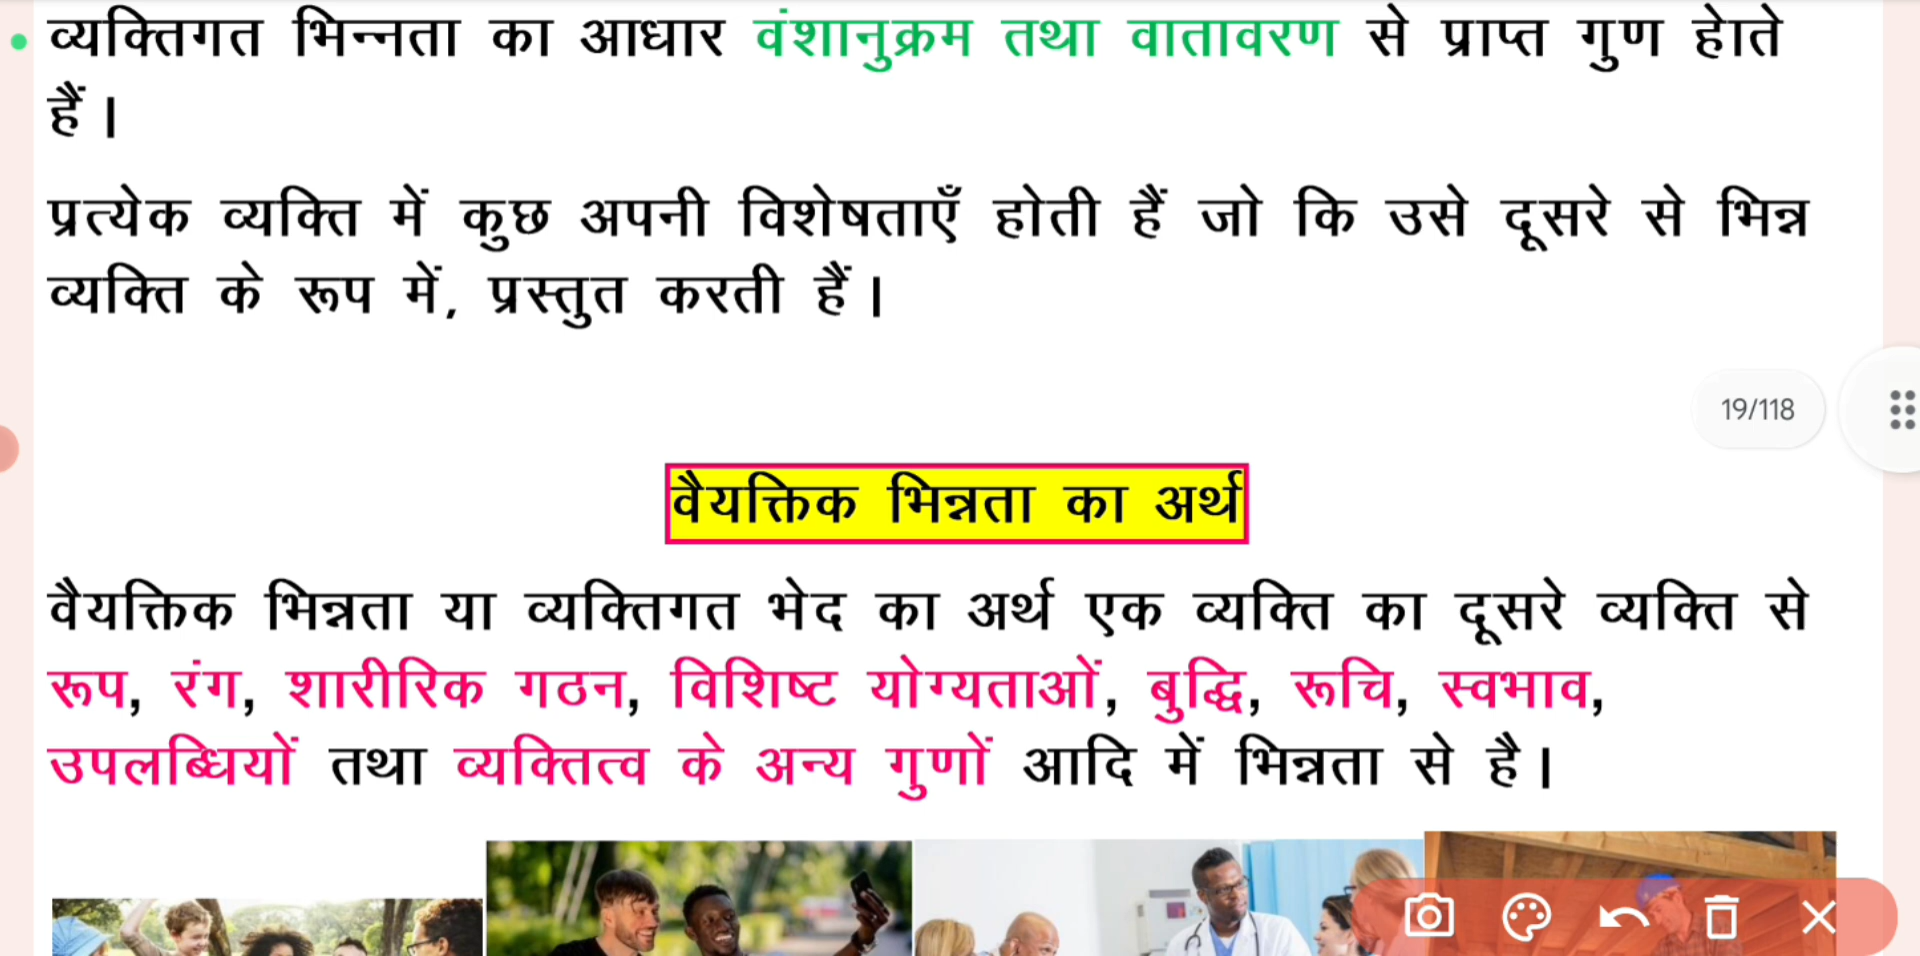 व्यक्तिगत भिन्नता का आधार वंशानुक्रम तथा वातावरण से प्राप्त गुण हेाते
हैं।
प्रत्येक व्यक्ति में कुछ अपनी विशेषताएँ होती हैं जो कि उसे दूसरे से भिन्न
व्यक्ति के रूप में, प्रस्तुत करती हैं।
19/118
वैयक्तिक भिन्नता का अर्थ
वैयक्तिक भिन्नता या व्यक्तिगत भेद का अर्थ एक व्यक्ति का दूसरे व्यक्ति से
रूप, रंग, शारीरिक गठन, विशिष्ट योग्यताओं, बुद्धि, रूचि, स्वभाव,
उपलब्धियों तथा व्यक्तित्व के अन्य गुणों आदि में भिन्नता से है।